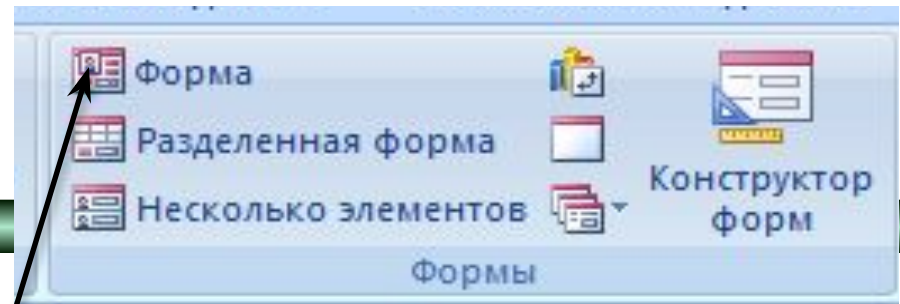 Форма
Разделенная форма
Несколько элементов
Конструктор
форм
Формы